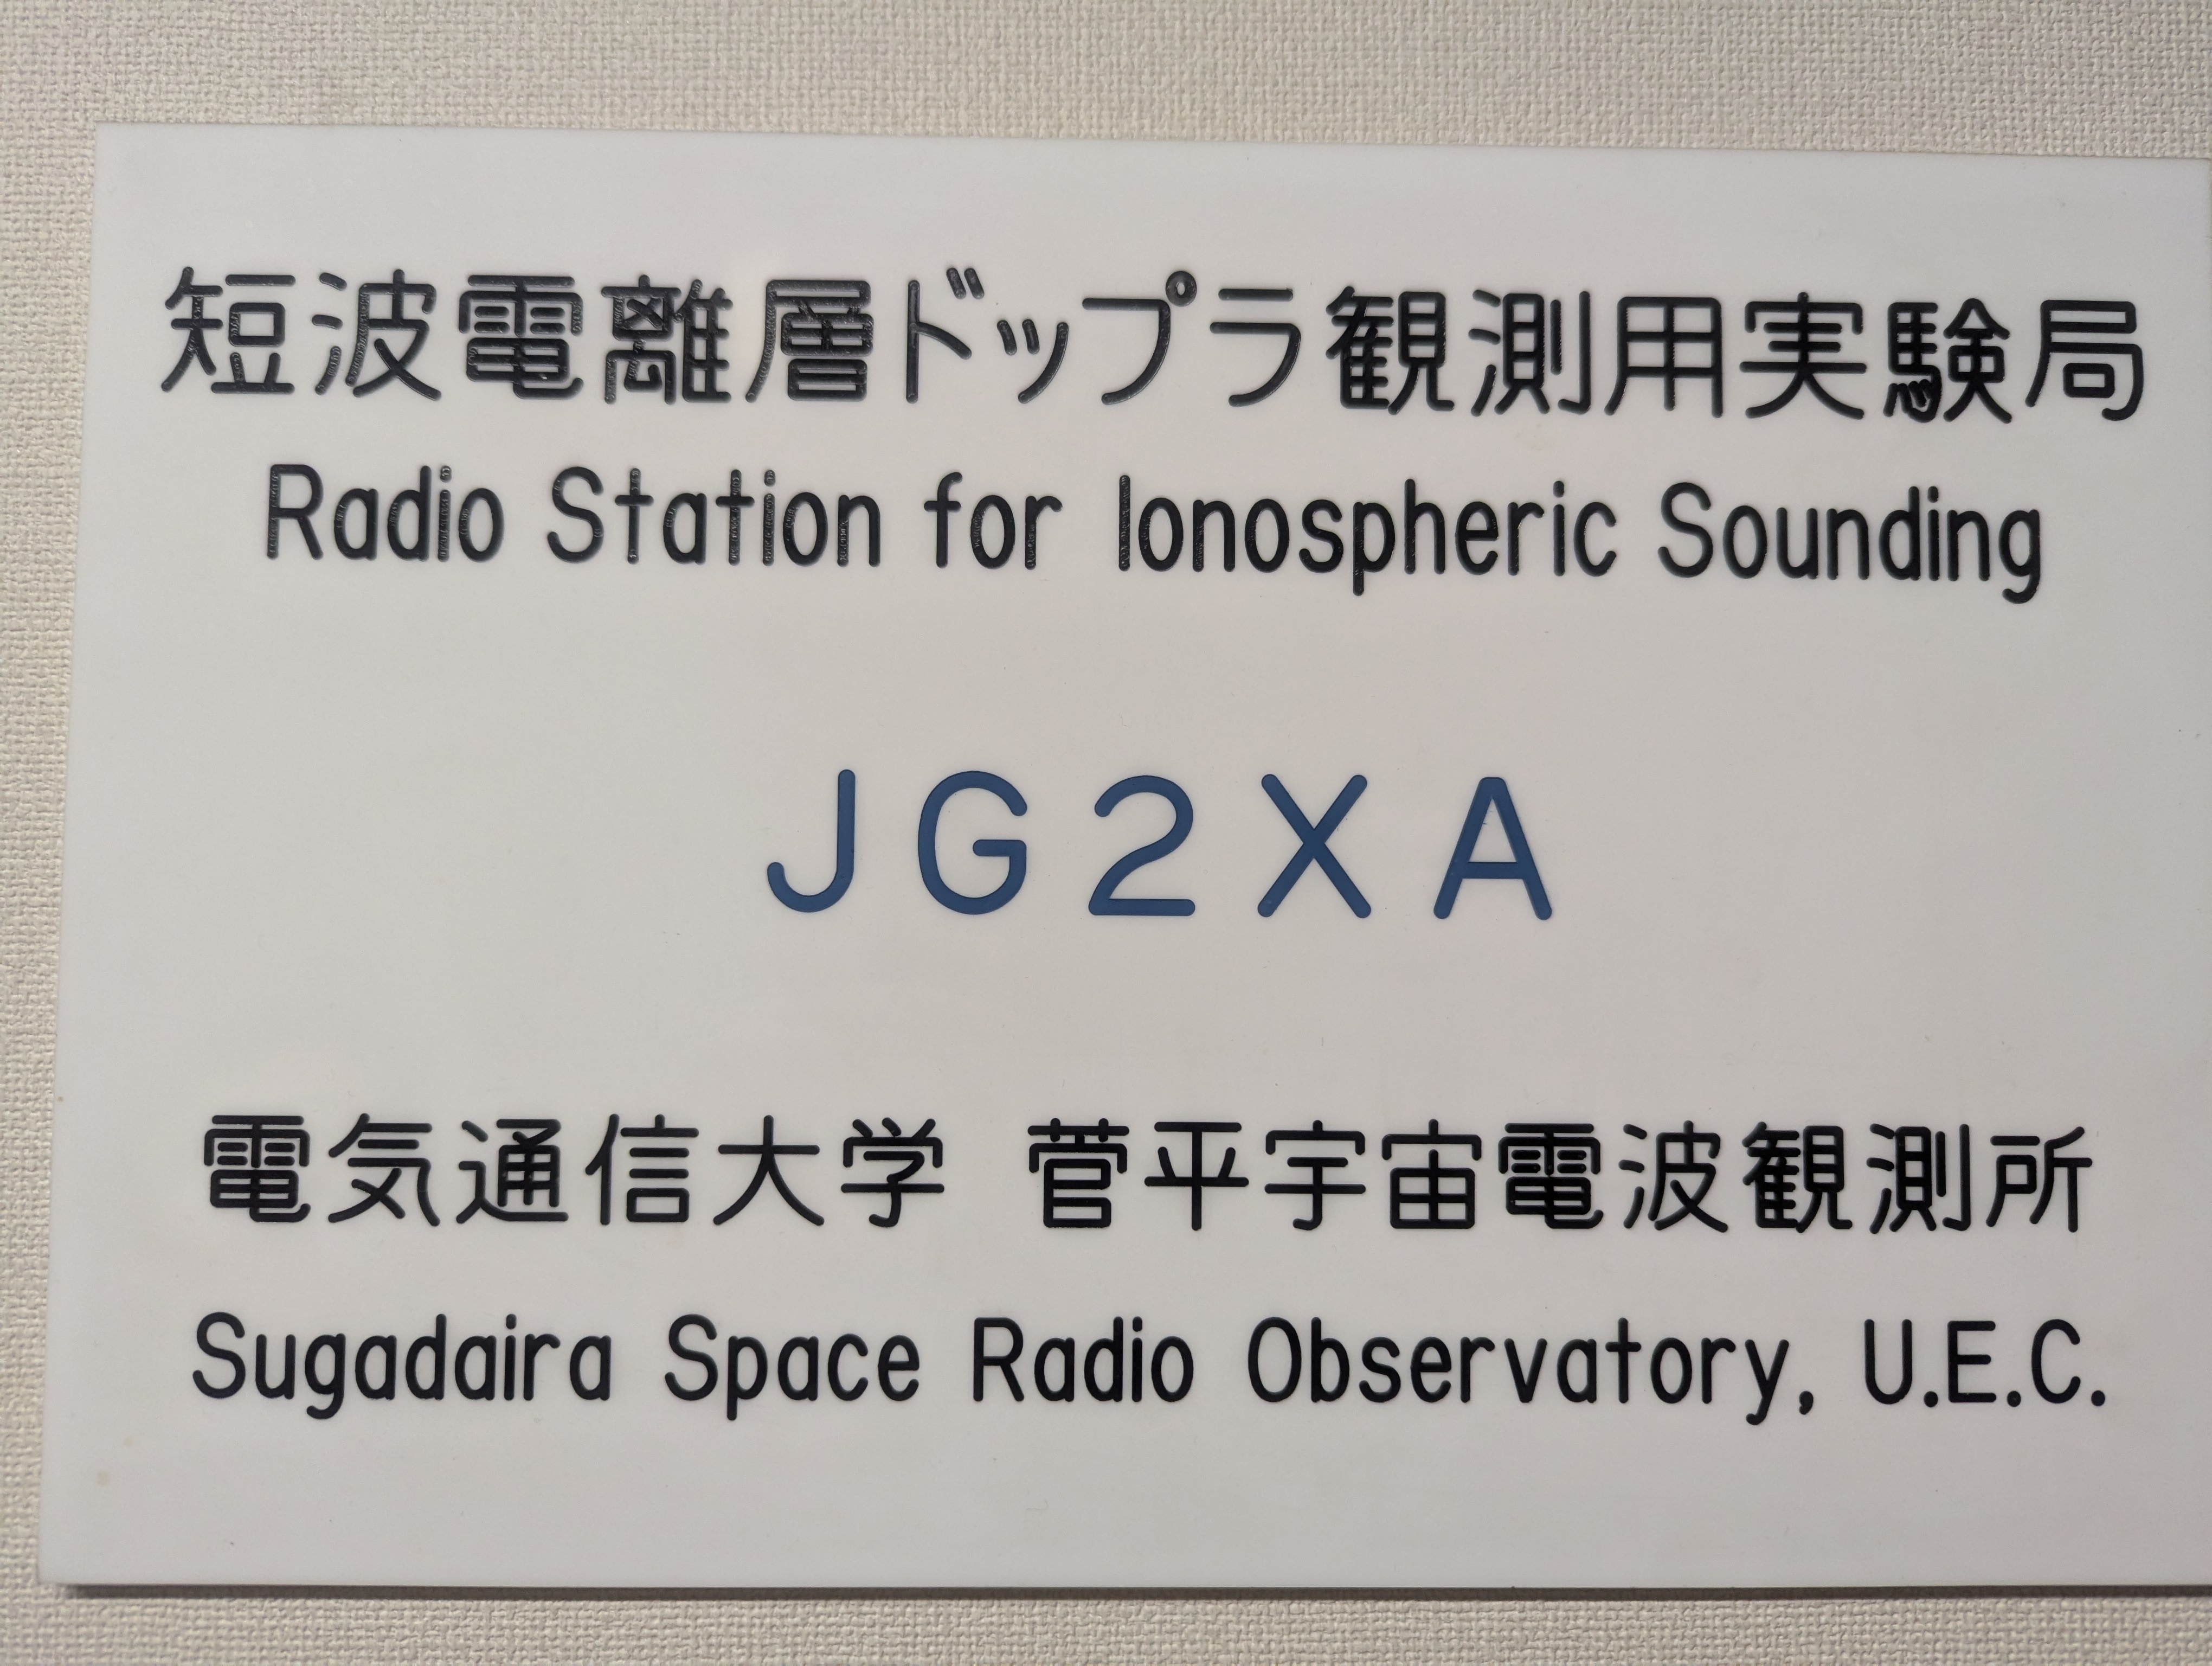 短波電離層ドップラ観測用実験局
Radio Station for Ionospheric Sounding
JG2XA
電気通信大学 菅平宇宙電波観測所
Sugadaira Space Radio Observatory, U.E.C.